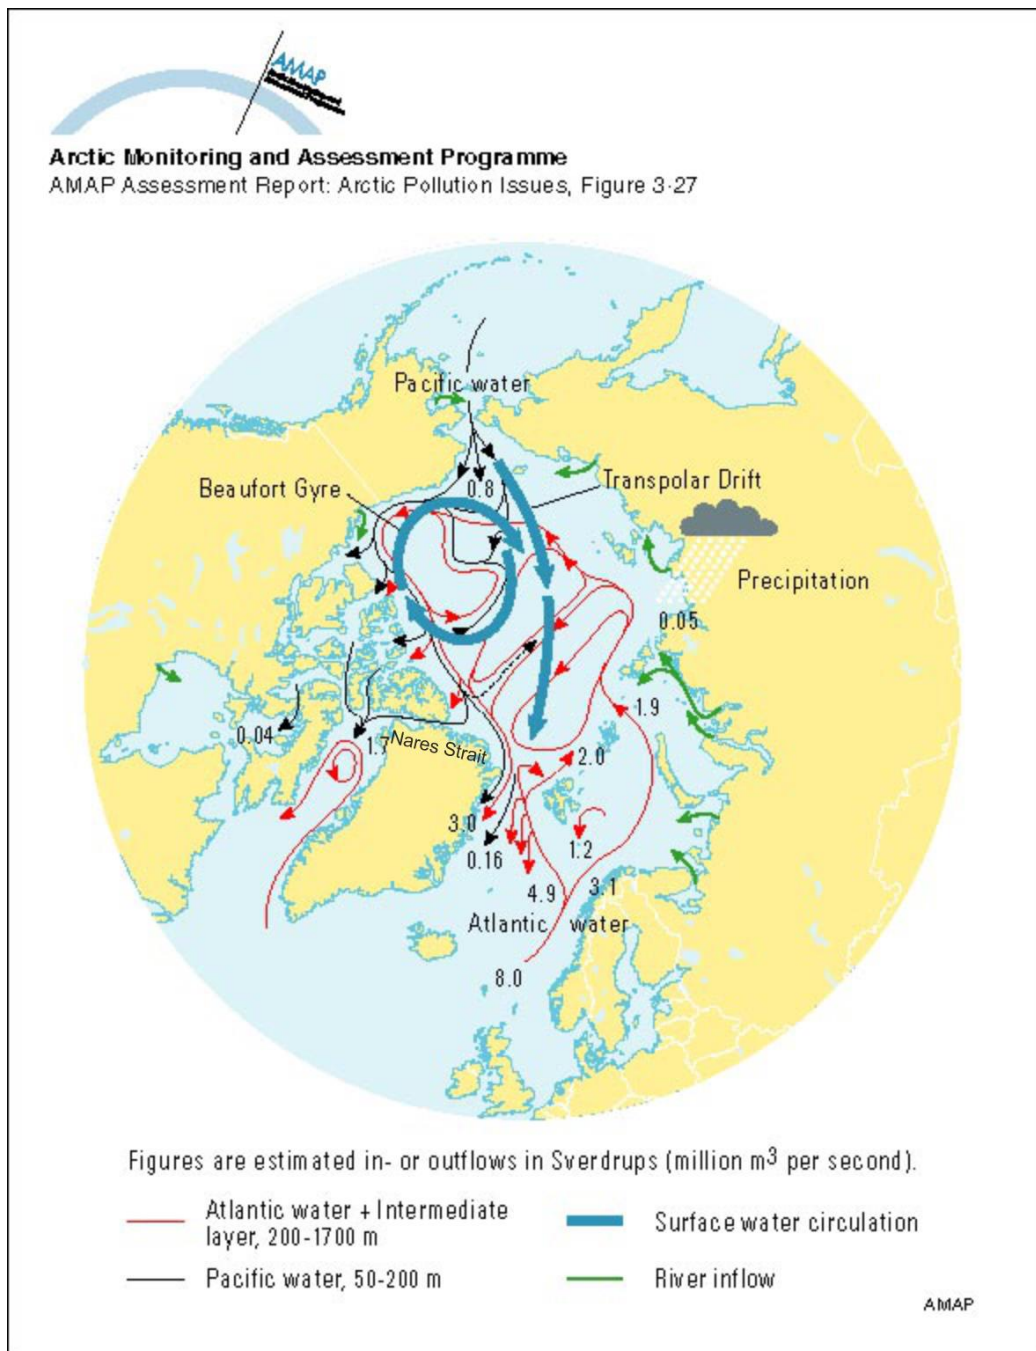 AMAP
Arctic Monitoring and Assessment Programme
AMAP Assessment Report: Arctic Pollution Issues, Figure 3·27
Pacific water
Beaufort Gyre
0.8
Transpolar Drift
Precipitation
0.05
1.9
0.04
1.7
Nares Strait
2.0
3.0
0.16
1.2
4.9
3.1
Atlantic water
8.0
Figures are estimated in- or outflows in Sverdrups (million m³ per second).
Atlantic water + Intermediate
layer, 200-1700 m
Surface water circulation
Pacific water, 50-200 m
River inflow
AMAP